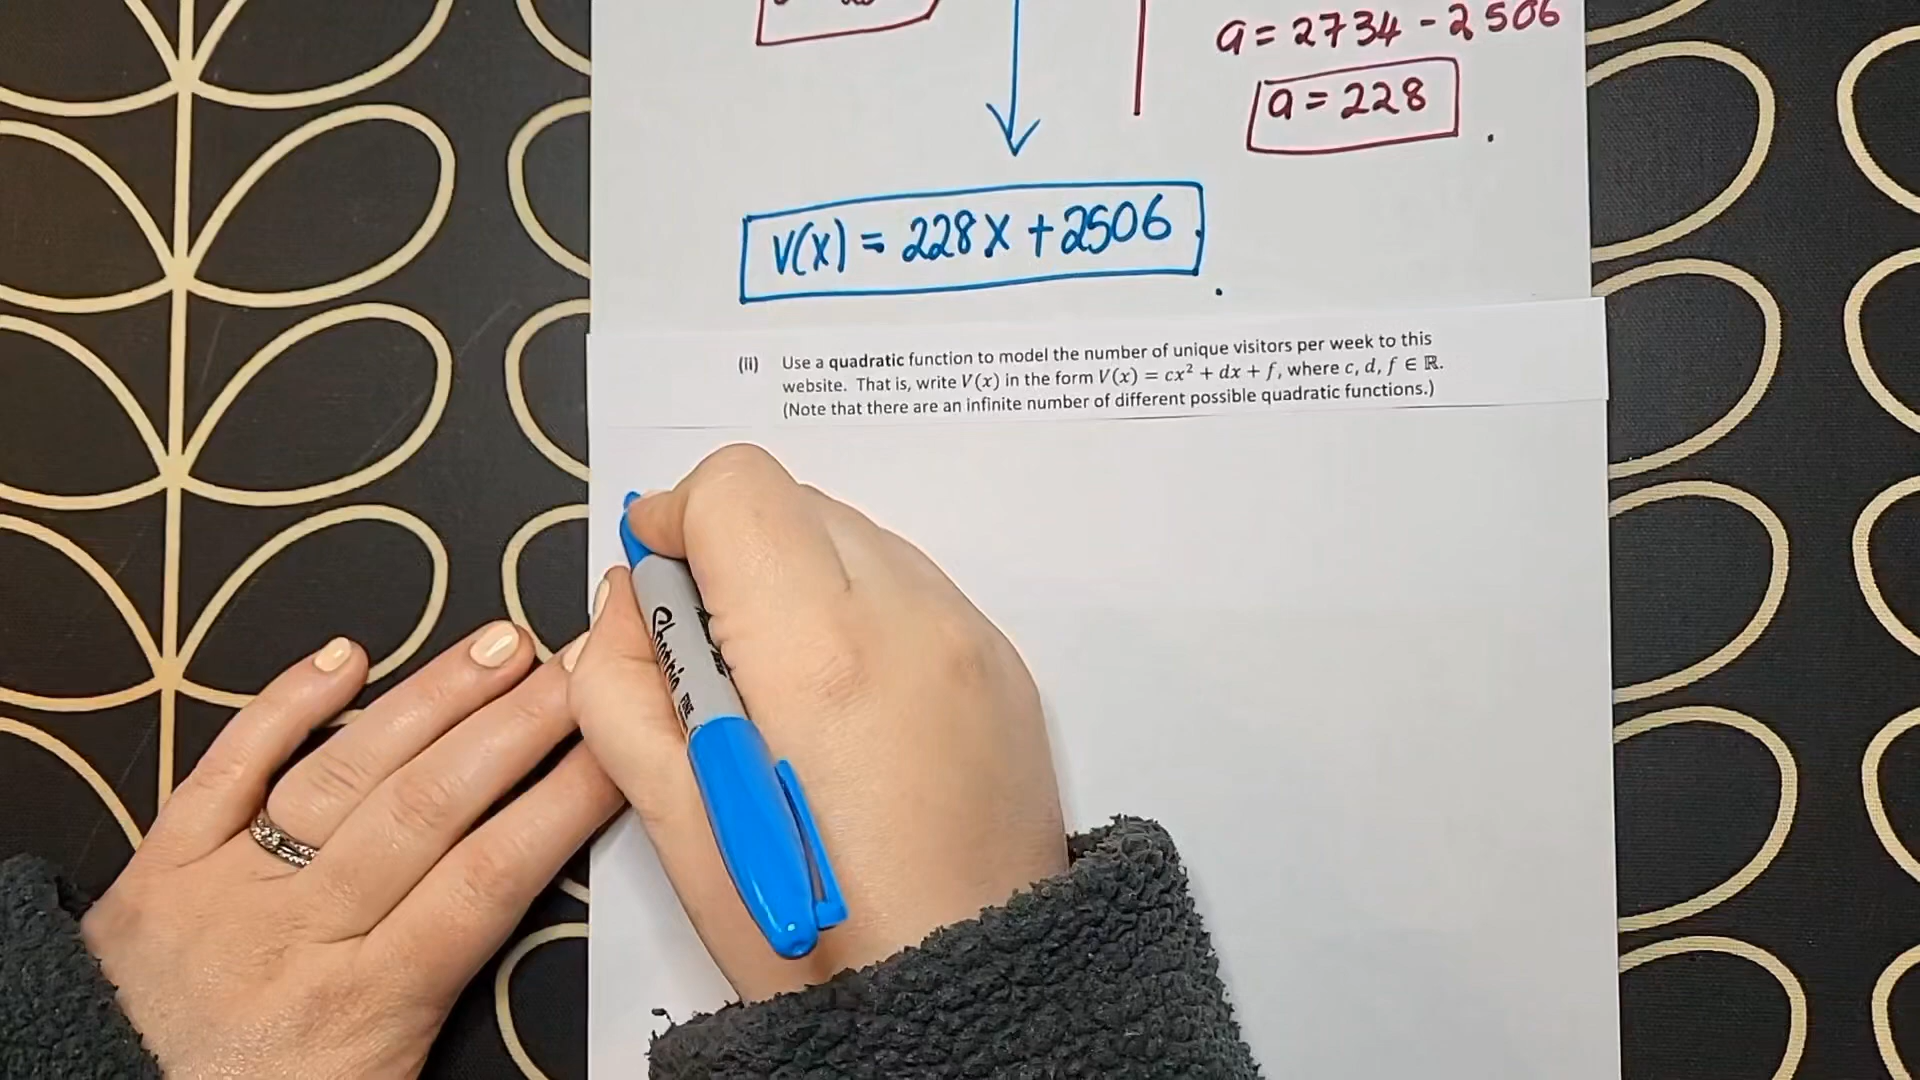 a = 2734 - 2506
a = 228
V(x) = 228x + 2506
(ii) Use a quadratic function to model the number of unique visitors per week to this
website. That is, write V(x) in the form V(x) = cx² + dx + f, where c, d, f ∈ ℝ.
(Note that there are an infinite number of different possible quadratic functions.)
Sharpie
FINE